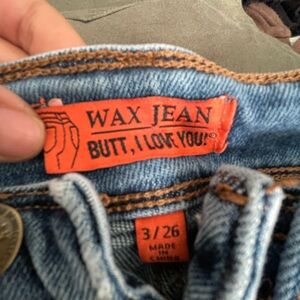 WAX JEAN
BUTT, I LOVE YOU!©
3/26
MADE
IN
CHINA